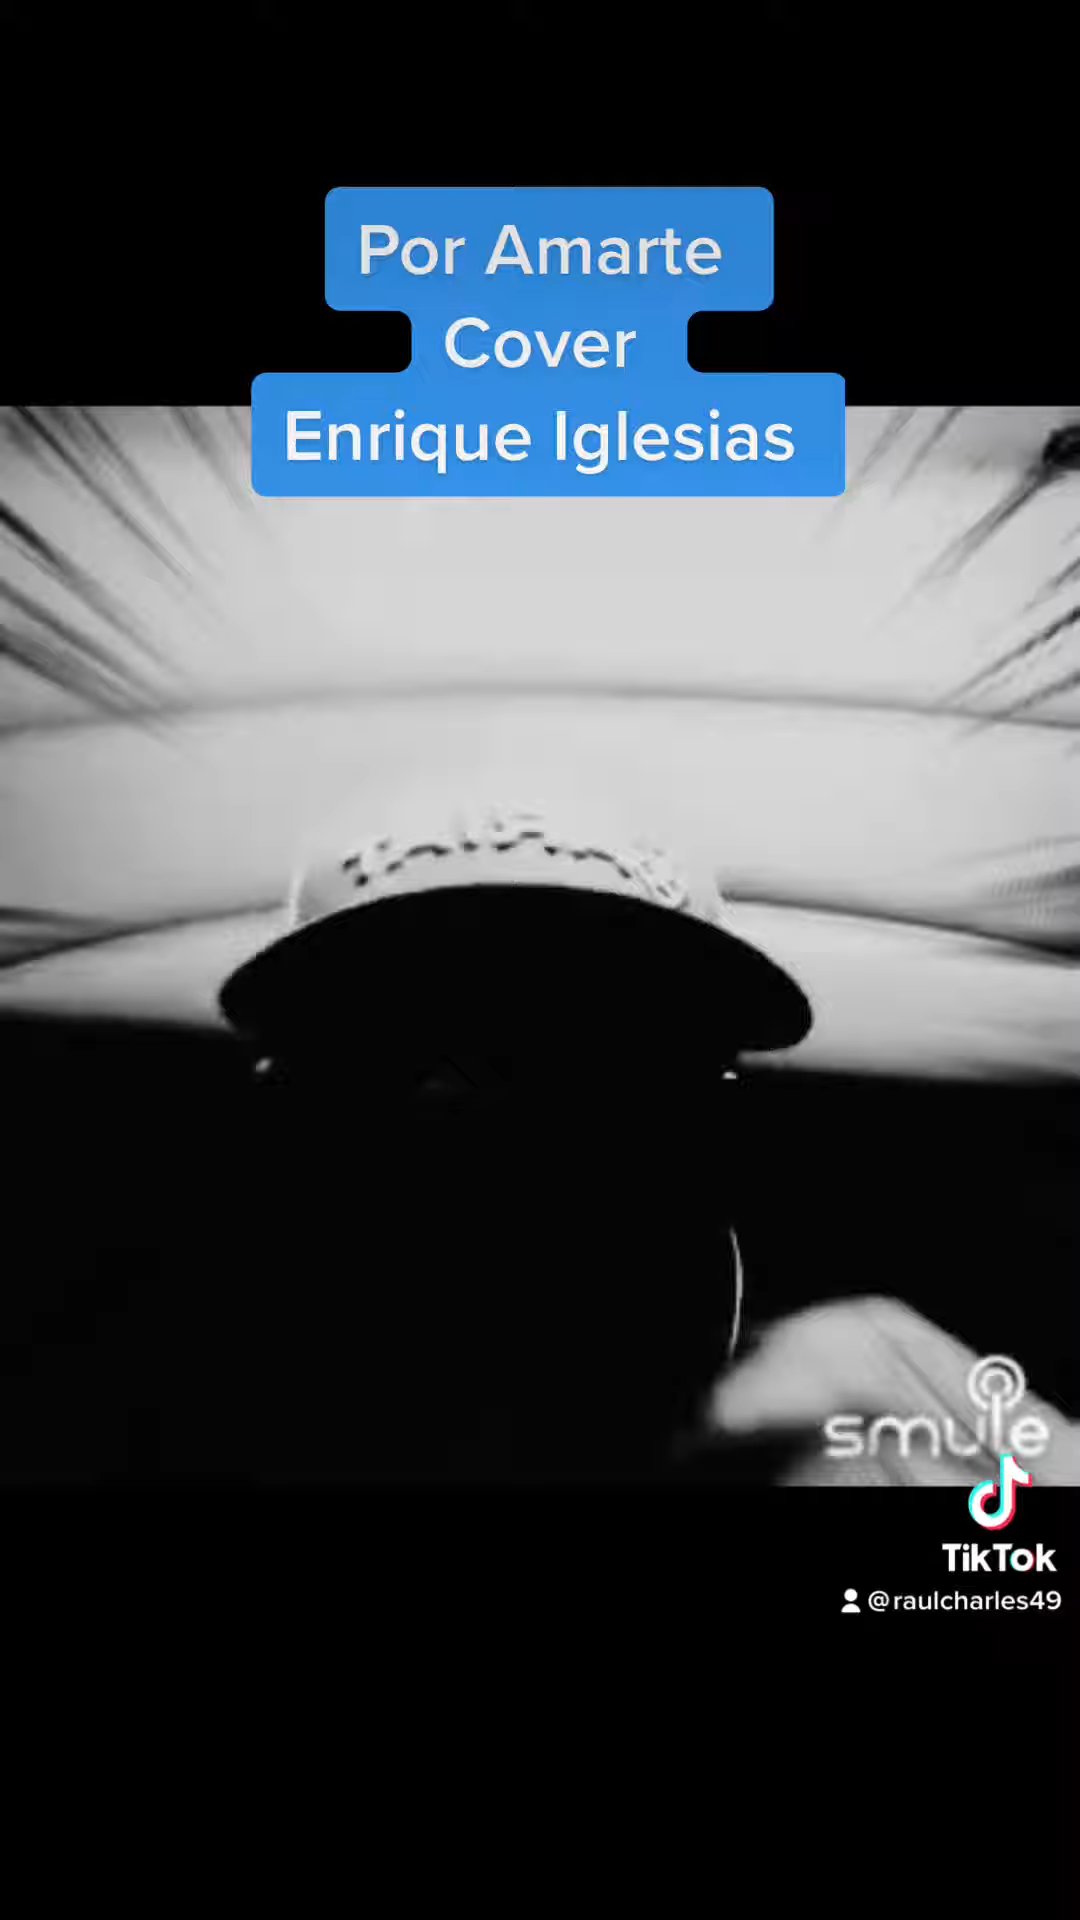 Por Amarte
Cover
Enrique Iglesias
smule
TikTok
@raulcharles49